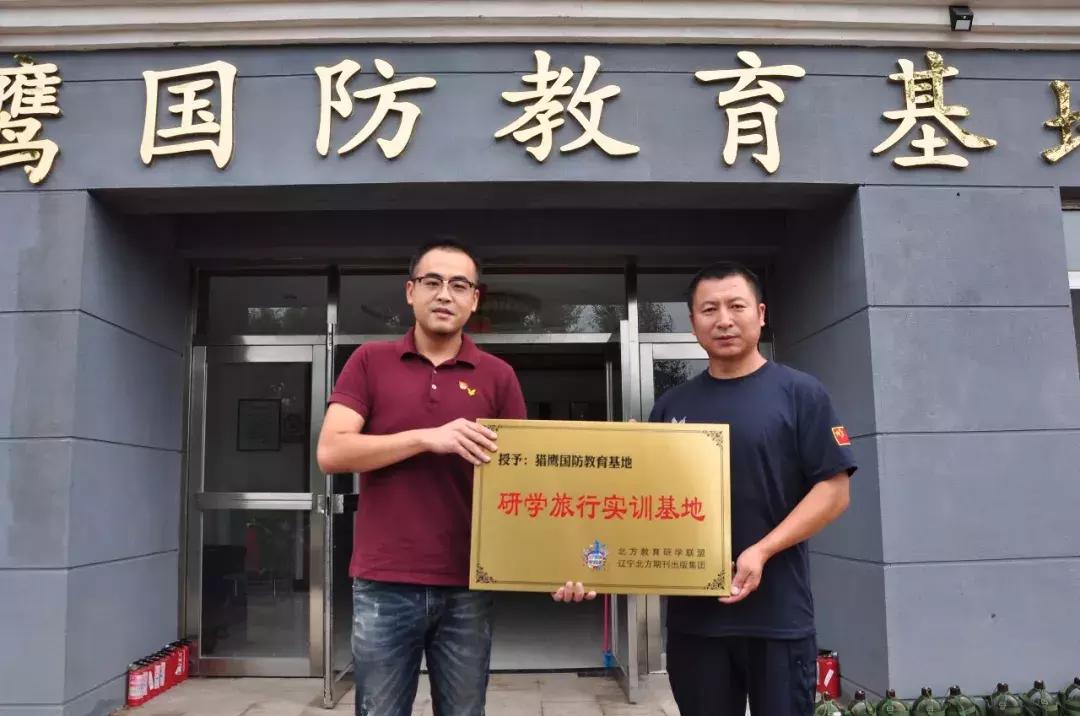 鹰国防教育基地
授予：猎鹰国防教育基地
研学旅行实训基地
北方教育研学联盟
辽宁北方期刊出版集团